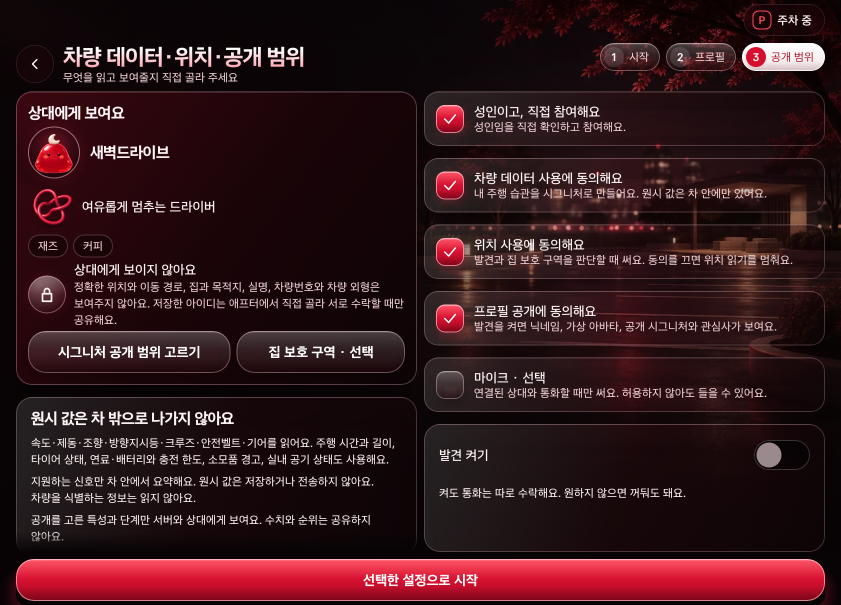 P 주차 중
차량 데이터·위치·공개 범위
무엇을 읽고 보여줄지 직접 골라 주세요
1 시작
2 프로필
3 공개 범위
상대에게 보여요
새벽드라이브
여유롭게 멈추는 드라이버
재즈
커피
상대에게 보이지 않아요
정확한 위치와 이동 경로, 집과 목적지, 실명, 차량번호와 차량 외형은
보여주지 않아요. 저장한 아이디는 애프터에서 직접 골라 서로 수락할 때만
공유해요.
시그니처 공개 범위 고르기
집 보호 구역 · 선택
원시 값은 차 밖으로 나가지 않아요
속도·제동·조향·방향지시등·크루즈·안전벨트·기어를 읽어요. 주행 시간과 길이,
타이어 상태, 연료·배터리와 충전 한도, 소모품 경고, 실내 공기 상태도 사용해요.
지원하는 신호만 차 안에서 요약해요. 원시 값은 저장하거나 전송하지 않아요.
차량을 식별하는 정보는 읽지 않아요.
공개를 고른 특성과 단계만 서버와 상대에게 보여요. 수치와 순위는 공유하지
않아요.
성인이고, 직접 참여해요
성인임을 직접 확인하고 참여해요.
차량 데이터 사용에 동의해요
내 주행 습관을 시그니처로 만들어요. 원시 값은 차 안에만 있어요.
위치 사용에 동의해요
발견과 집 보호 구역을 판단할 때 써요. 동의를 끄면 위치 읽기를 멈춰요.
프로필 공개에 동의해요
발견을 켜면 닉네임, 가상 아바타, 공개 시그니처와 관심사가 보여요.
마이크 · 선택
연결된 상대와 통화할 때만 써요. 허용하지 않아도 들을 수 있어요.
발견 켜기
켜도 통화는 따로 수락해요. 원하지 않으면 꺼둬도 돼요.
선택한 설정으로 시작